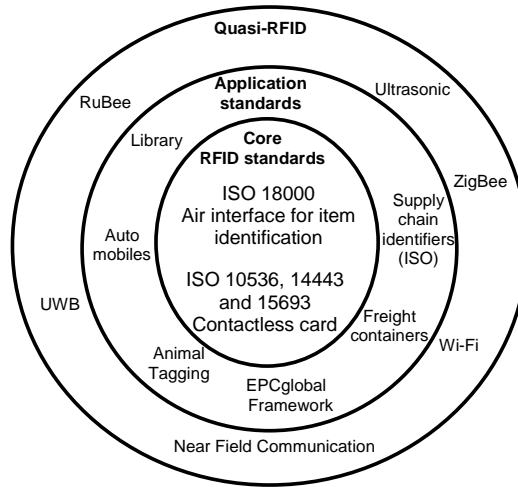 Quasi-RFID
Application
standards
Ultrasonic
RuBee
Library
Core
RFID standards
ZigBee
ISO 18000
Air interface for item
identification
Supply
chain
identifiers
(ISO)
Auto
mobiles
ISO 10536, 14443
and 15693
Contactless card
UWB
Freight
containers
Wi-Fi
Animal
Tagging
EPCglobal
Framework
Near Field Communication